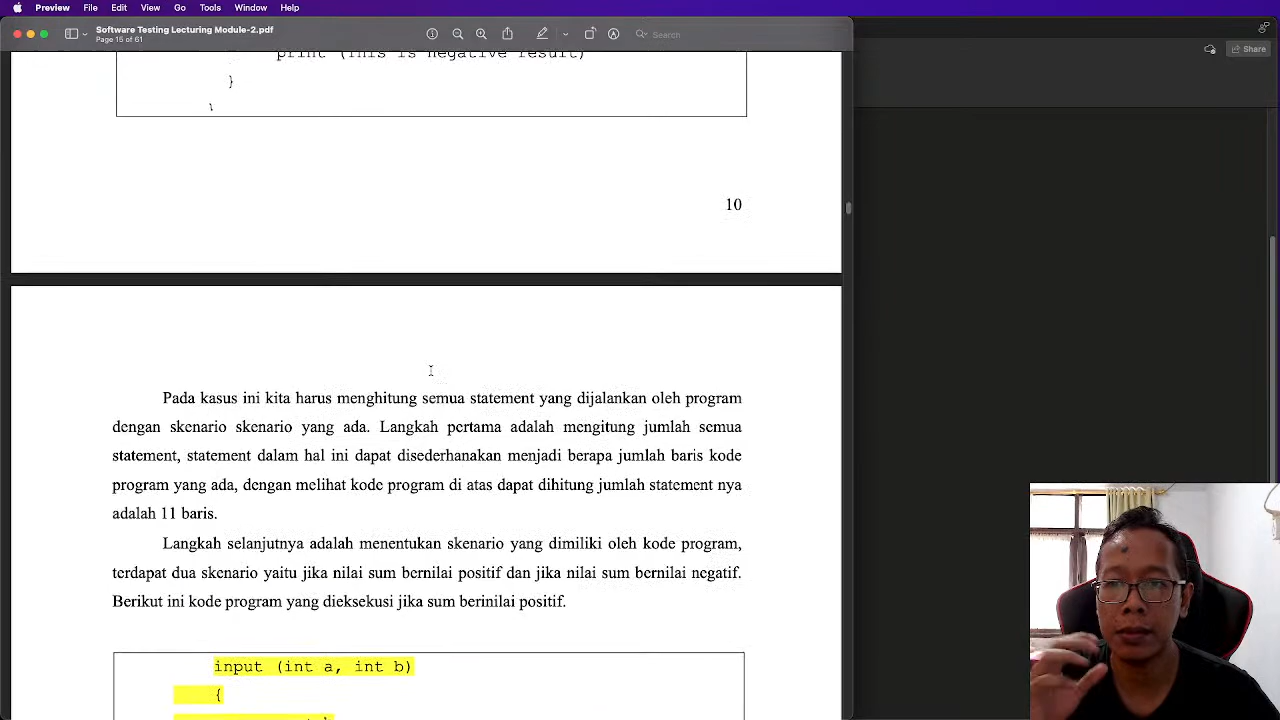 Preview File Edit View Go Tools Window Help
Software Testing Lecturing Module-2.pdf
Page 15 of 61
Search
Share
print (This is negative result)
}
}
10
Pada kasus ini kita harus menghitung semua statement yang dijalankan oleh program
dengan skenario skenario yang ada. Langkah pertama adalah mengitung jumlah semua
statement, statement dalam hal ini dapat disederhanakan menjadi berapa jumlah baris kode
program yang ada, dengan melihat kode program di atas dapat dihitung jumlah statement nya
adalah 11 baris.
Langkah selanjutnya adalah menentukan skenario yang dimiliki oleh kode program,
terdapat dua skenario yaitu jika nilai sum bernilai positif dan jika nilai sum bernilai negatif.
Berikut ini kode program yang dieksekusi jika sum berinilai positif.
input (int a, int b)
{